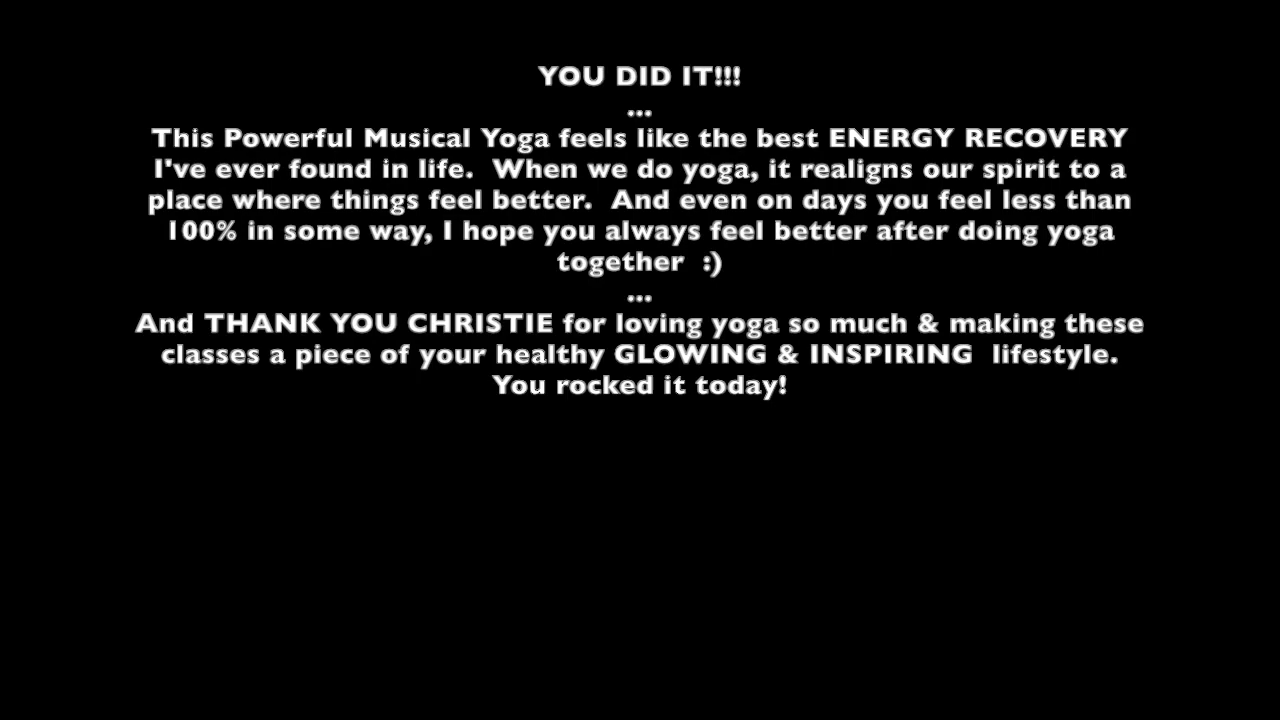 YOU DID IT!!!
...
This Powerful Musical Yoga feels like the best ENERGY RECOVERY
I've ever found in life.  When we do yoga, it realigns our spirit to a
place where things feel better.  And even on days you feel less than
100% in some way, I hope you always feel better after doing yoga
together  :)
...
And THANK YOU CHRISTIE for loving yoga so much & making these
classes a piece of your healthy GLOWING & INSPIRING  lifestyle.
You rocked it today!